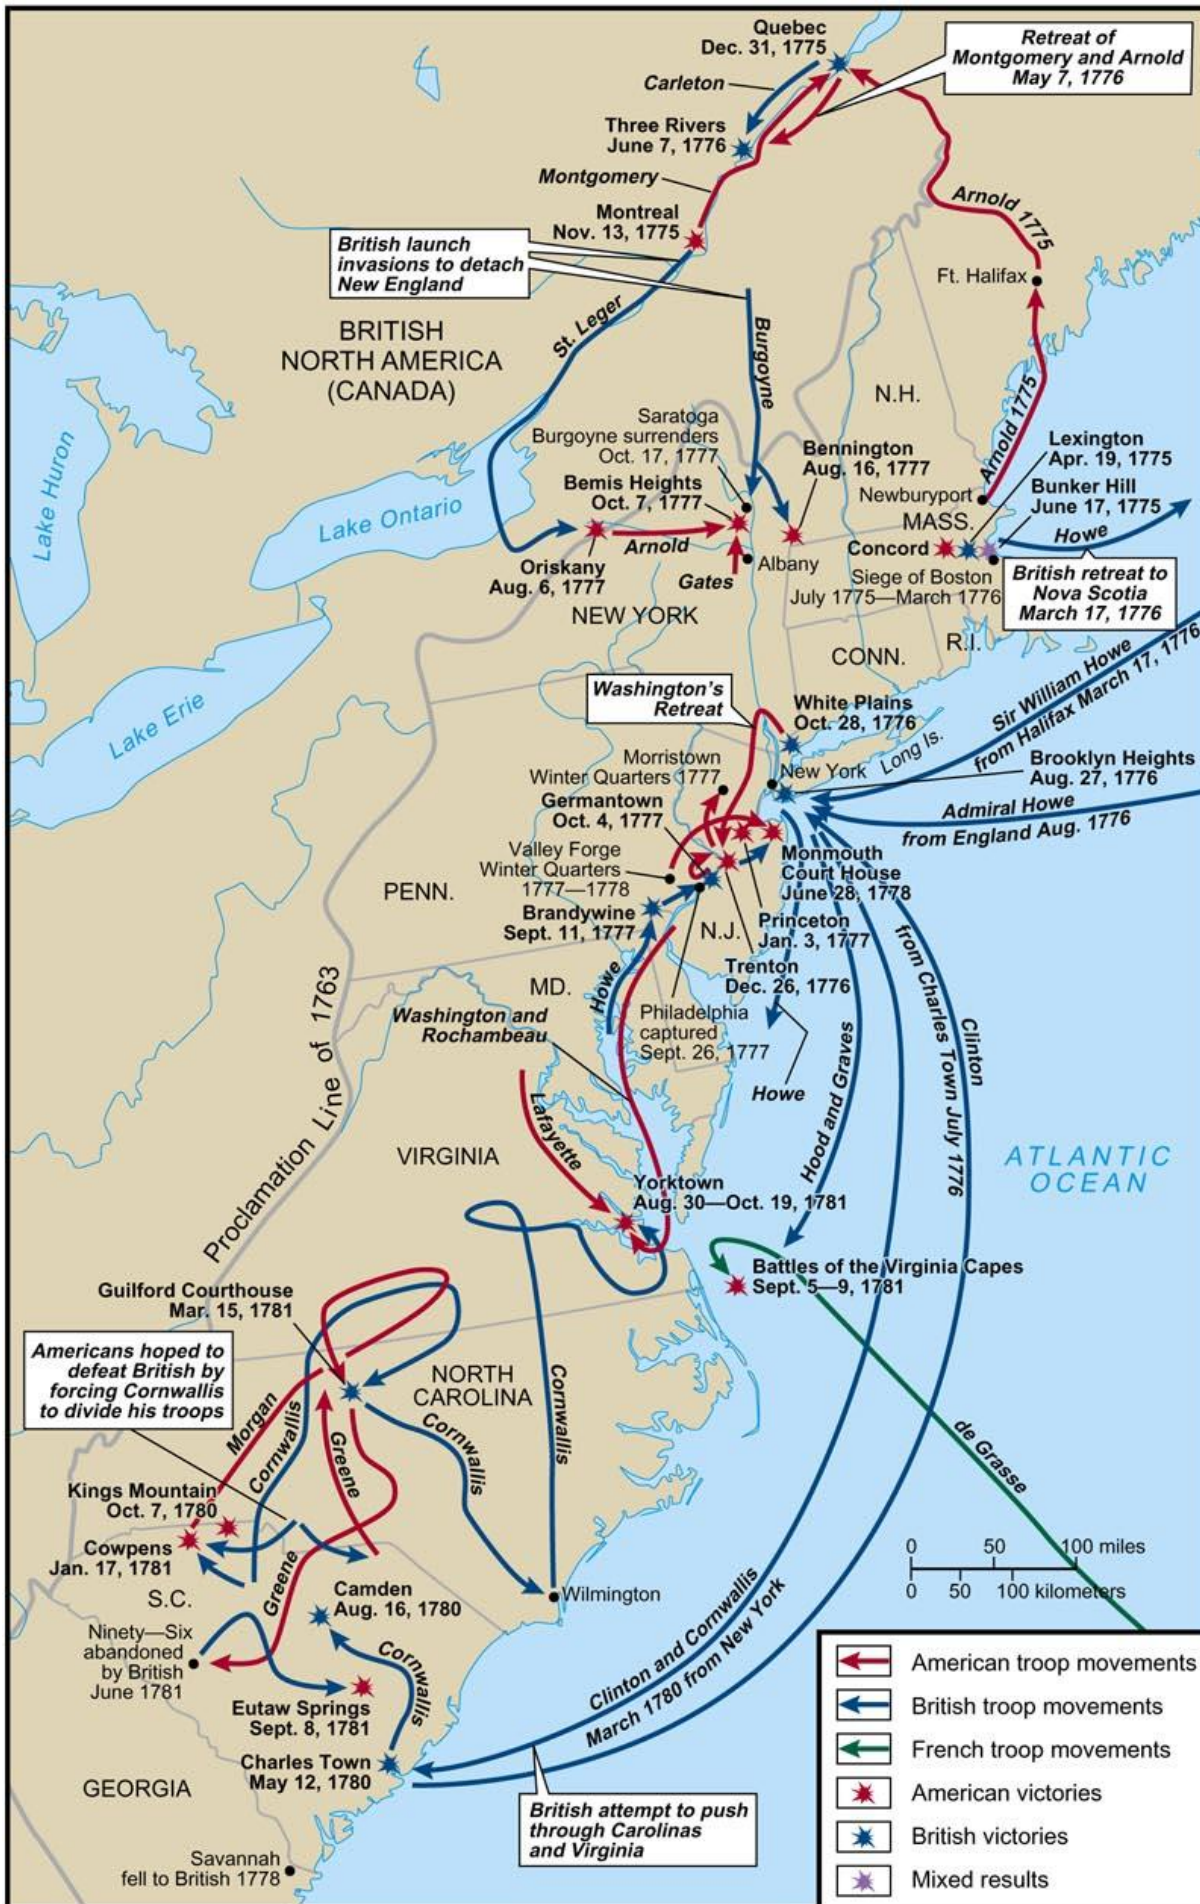 Quebec
Dec. 31, 1775
Retreat of
Montgomery and Arnold
May 7, 1776
Carleton
Three Rivers
June 7, 1776
Montgomery
Arnold 1775
Montreal
Nov. 13, 1775
British launch
invasions to detach
New England
Ft. Halifax
St. Leger
BRITISH
NORTH AMERICA
(CANADA)
Burgoyne
N.H.
Arnold 1775
Lake Huron
Saratoga
Burgoyne surrenders
Oct. 17, 1777
Bennington
Aug. 16, 1777
Lexington
Apr. 19, 1775
Bemis Heights
Oct. 7, 1777
Bunker Hill
June 17, 1775
Newburyport
MASS.
Lake Ontario
Howe
Arnold
Concord
Oriskany
Aug. 6, 1777
Gates
Albany
Siege of Boston
July 1775—March 1776
British retreat to
Nova Scotia
March 17, 1776
NEW YORK
R.I.
CONN.
Sir William Howe
from Halifax March 17, 1776
Washington's
Retreat
White Plains
Oct. 28, 1776
Lake Erie
Long Is.
Morristown
Winter Quarters 1777
New York
Brooklyn Heights
Aug. 27, 1776
Germantown
Oct. 4, 1777
Admiral Howe
from England Aug. 1776
Valley Forge
Winter Quarters
1777—1778
Monmouth
Court House
June 28, 1778
PENN.
Brandywine
Sept. 11, 1777
N.J.
Princeton
Jan. 3, 1777
Trenton
Dec. 26, 1776
MD.
Howe
Washington and
Rochambeau
Philadelphia
captured
Sept. 26, 1777
Howe
Hood and Graves
Clinton
from Charles Town July 1776
Proclamation Line of 1763
Lafayette
VIRGINIA
ATLANTIC
OCEAN
Yorktown
Aug. 30—Oct. 19, 1781
Battles of the Virginia Capes
Sept. 5—9, 1781
Guilford Courthouse
Mar. 15, 1781
Americans hoped to
defeat British by
forcing Cornwallis
to divide his troops
NORTH
CAROLINA
Cornwallis
Morgan
Cornwallis
Greene
Cornwallis
de Grasse
Kings Mountain
Oct. 7, 1780
Cowpens
Jan. 17, 1781
0 50 100 miles
0 50 100 kilometers
S.C.
Greene
Camden
Aug. 16, 1780
Wilmington
Ninety—Six
abandoned
by British
June 1781
Cornwallis
Clinton and Cornwallis
March 1780 from New York
Eutaw Springs
Sept. 8, 1781
Charles Town
May 12, 1780
GEORGIA
British attempt to push
through Carolinas
and Virginia
Savannah
fell to British 1778
American troop movements
British troop movements
French troop movements
American victories
British victories
Mixed results